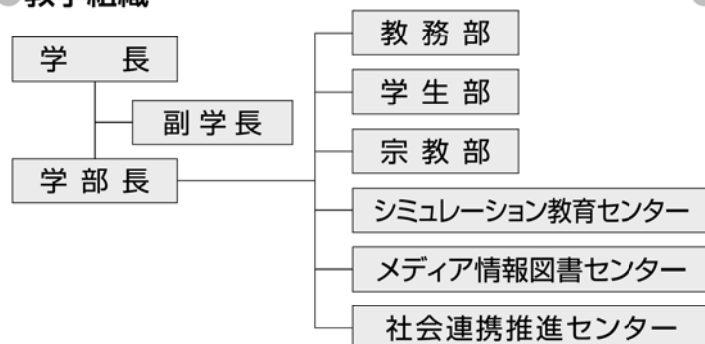 学長
副学長
学部長
教務部
学生部
宗教部
シミュレーション教育センター
メディア情報図書センター
社会連携推進センター